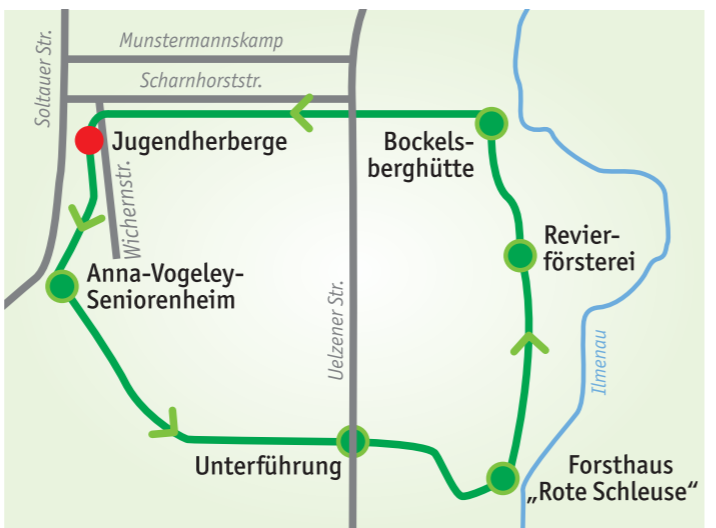 Munstermannskamp
Soltauer Str.
Scharnhorststr.
Jugendherberge
Bockels-
berghütte
Wichernstr.
Revier-
försterei
Anna-Vogeley-
Seniorenheim
Uelzener Str.
Ilmenau
Unterführung
Forsthaus
„Rote Schleuse“